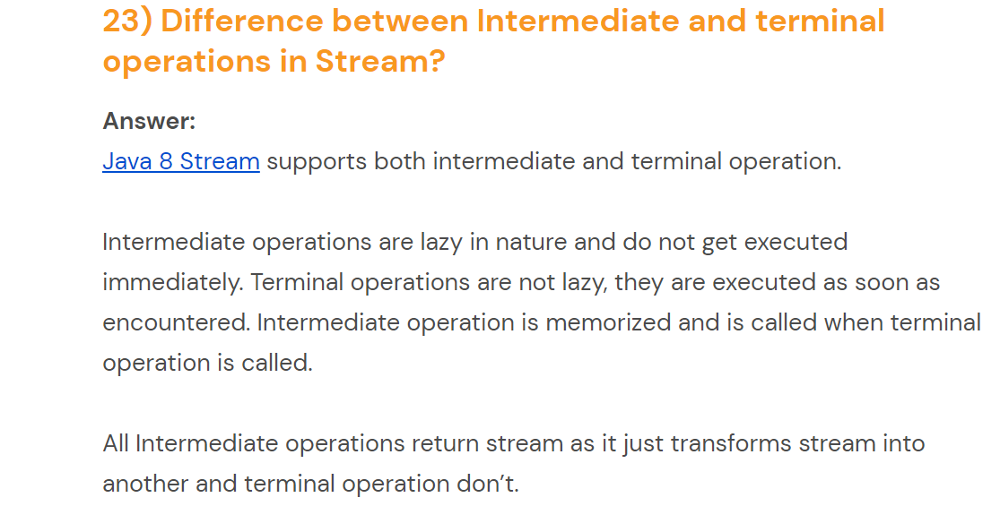 23) Difference between Intermediate and terminal
operations in Stream?
Answer:
Java 8 Stream supports both intermediate and terminal operation.
Intermediate operations are lazy in nature and do not get executed
immediately. Terminal operations are not lazy, they are executed as soon as
encountered. Intermediate operation is memorized and is called when terminal
operation is called.
All Intermediate operations return stream as it just transforms stream into
another and terminal operation don’t.